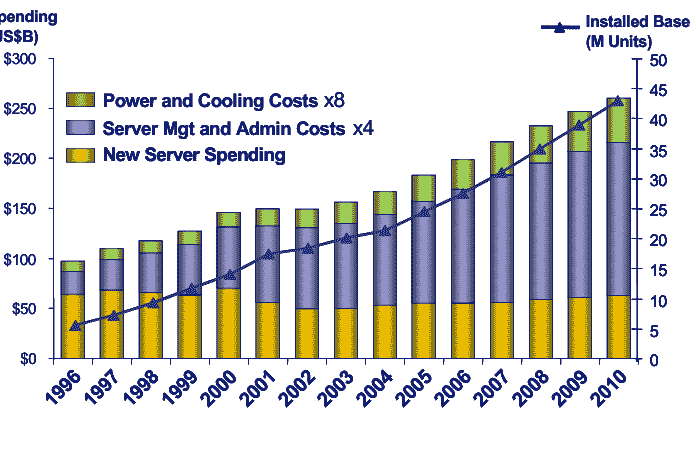 pending
US$B)
Installed Base
(M Units)
$300
$250
$200
$150
$100
$50
$0
Power and Cooling Costs x8
Server Mgt and Admin Costs x4
New Server Spending
50
45
40
35
30
25
20
15
10
5
0
1996 1997 1998 1999 2000 2001 2002 2003 2004 2005 2006 2007 2008 2009 2010